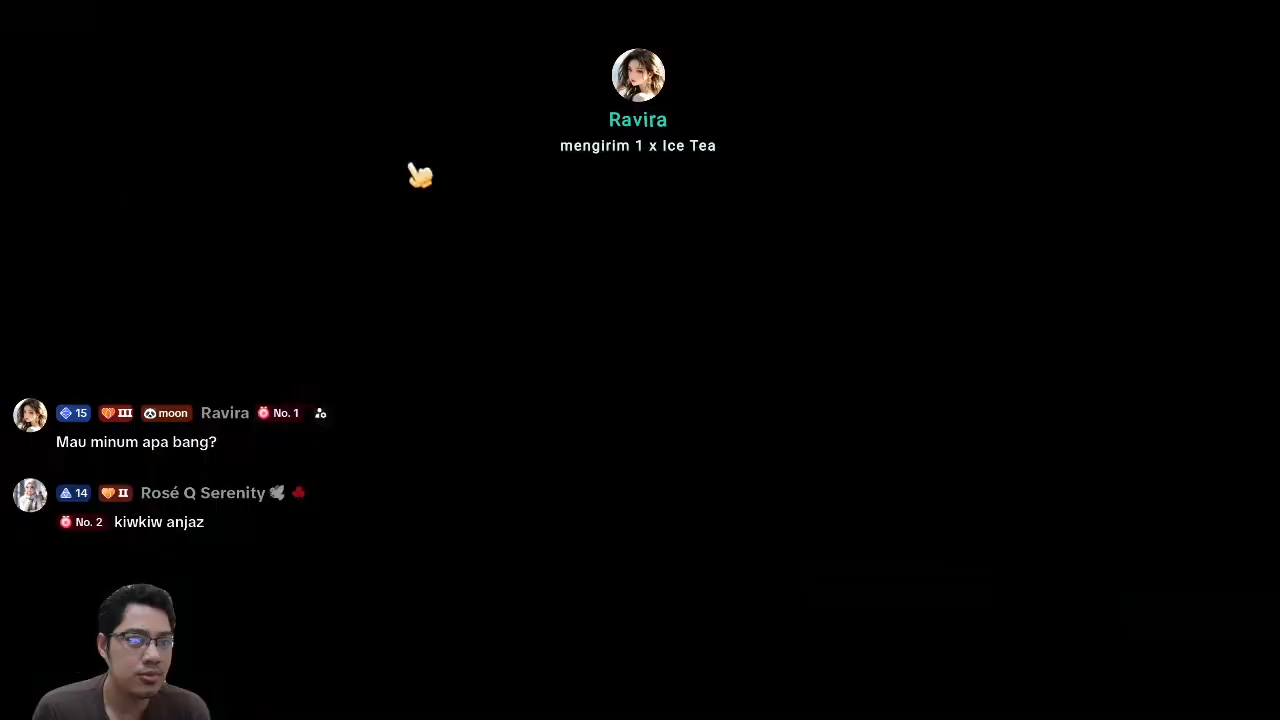 Ravira
mengirim 1 x Ice Tea
15 III moon Ravira No. 1
Mau minum apa bang?
14 II Rosé Q Serenity
No. 2 kiwkiw anjaz